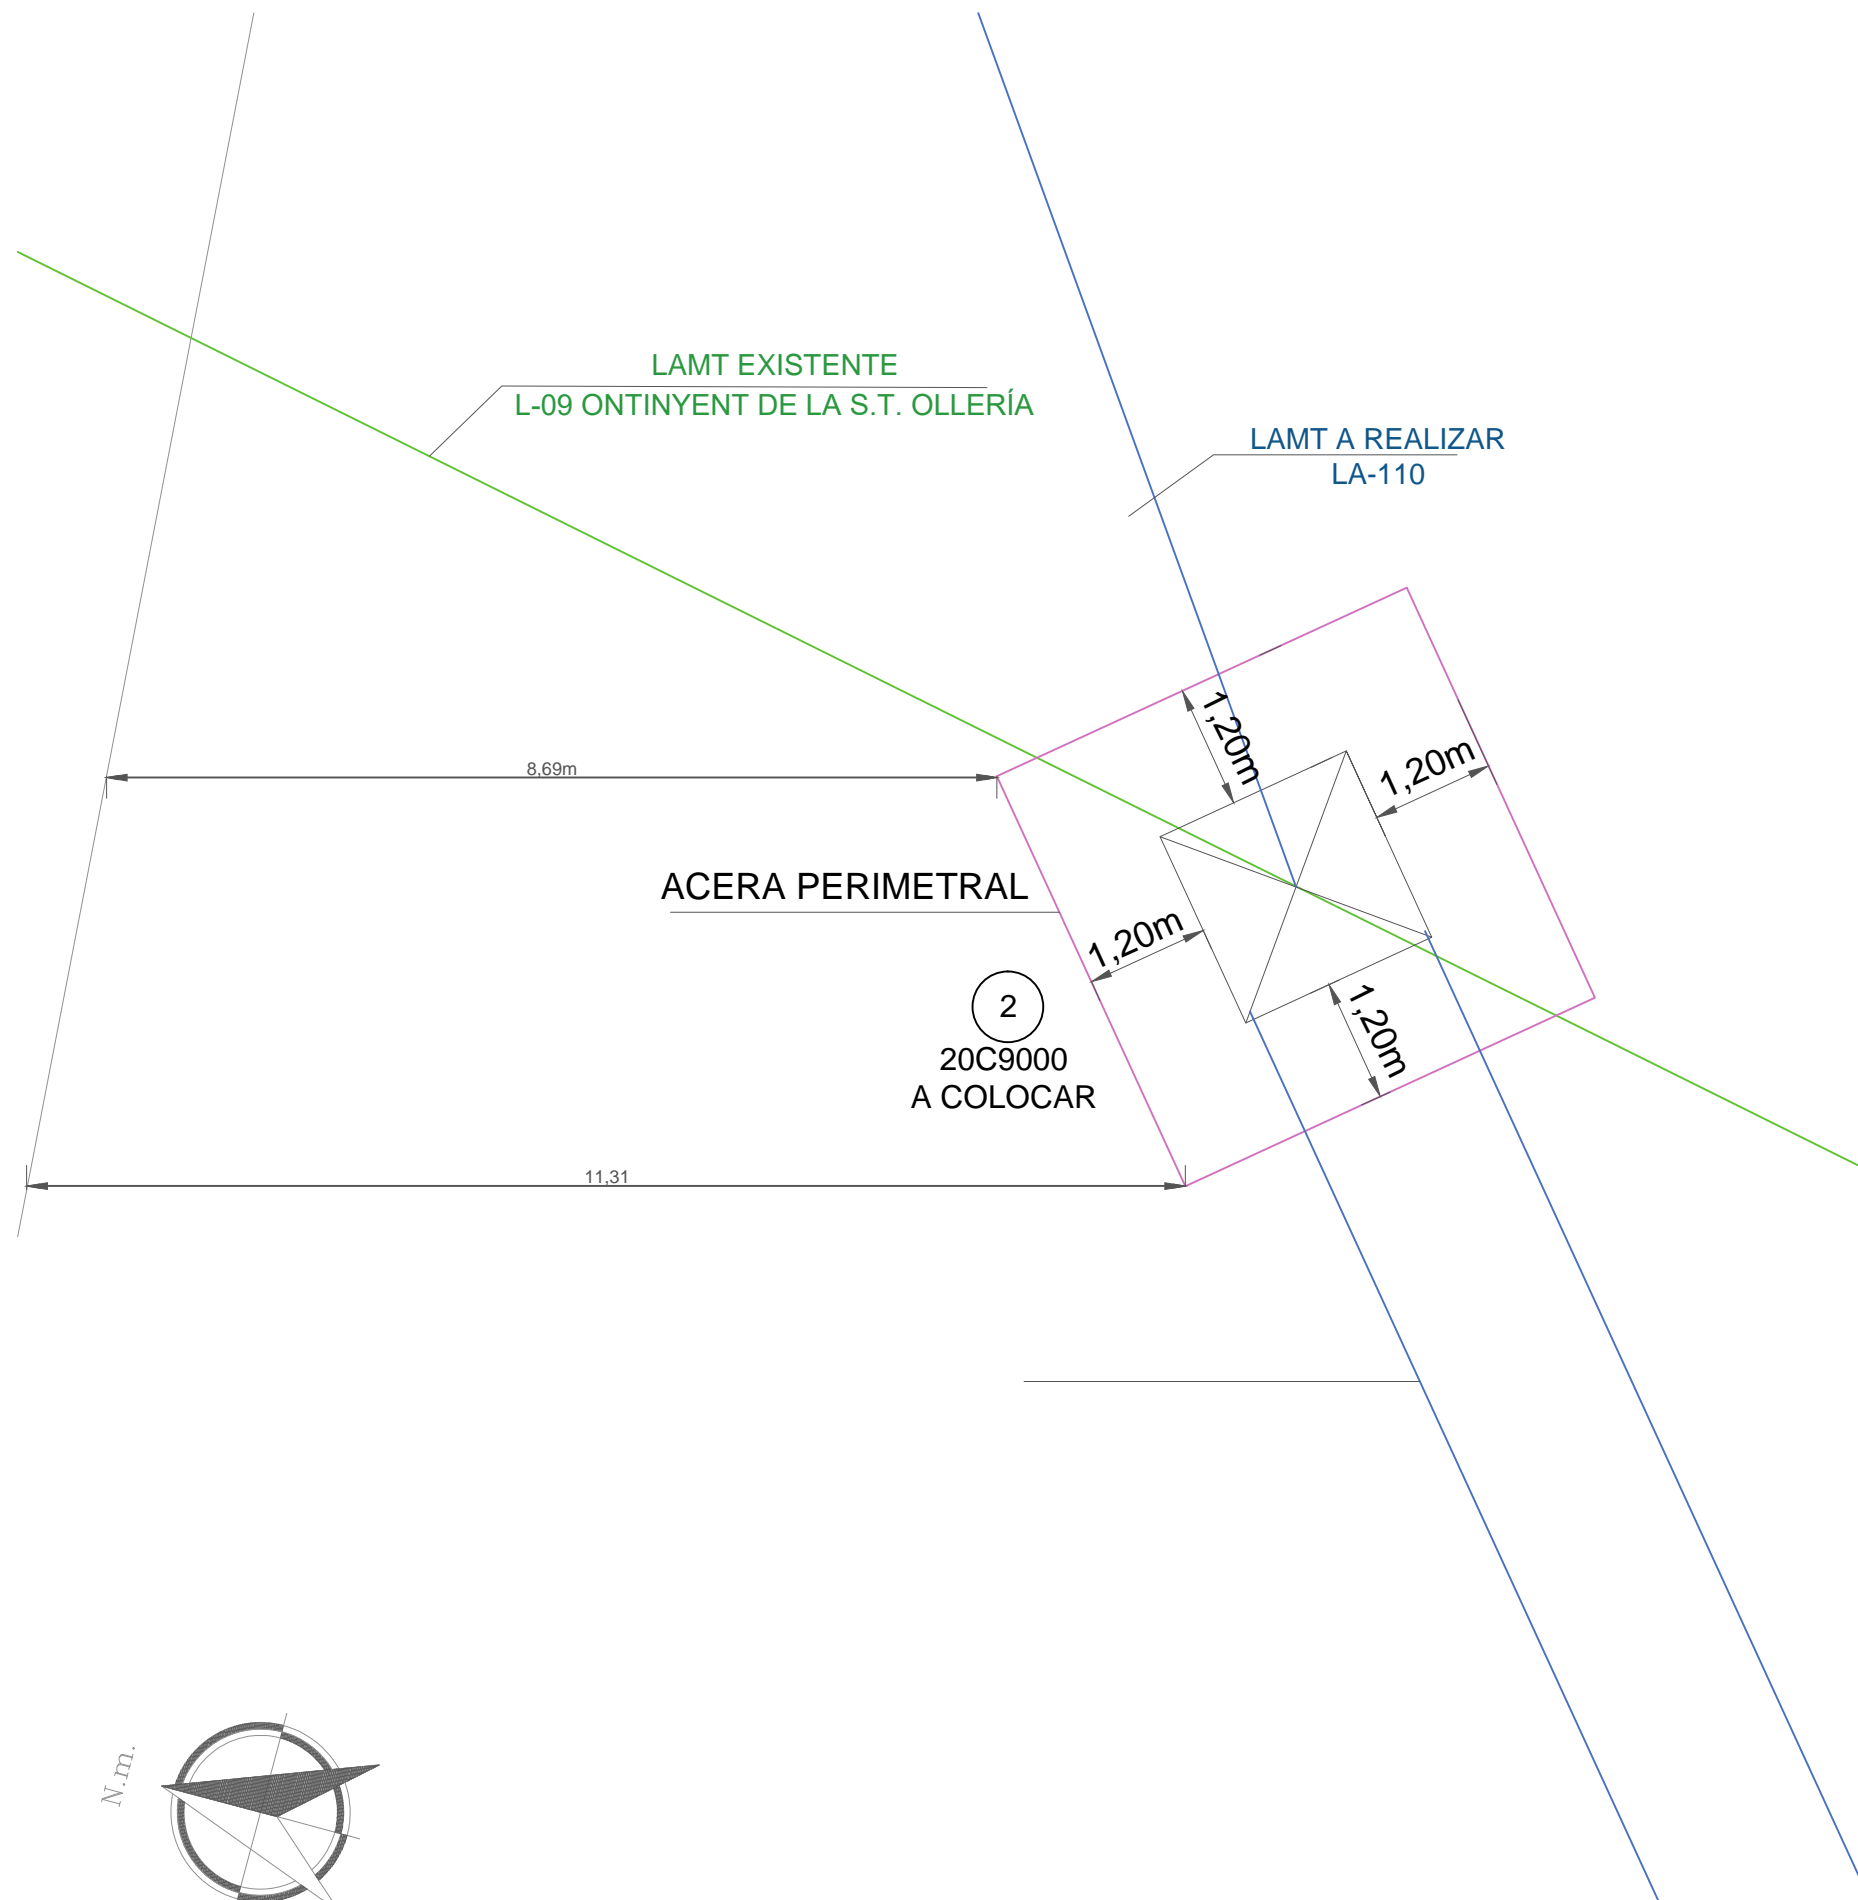 LAMT EXISTENTE
L-09 ONTINYENT DE LA S.T. OLLERÍA
LAMT A REALIZAR
LA-110
1,20m
1,20m
8,69m
ACERA PERIMETRAL
1,20m
2
20C9000
A COLOCAR
1,20m
11,31
N.m.